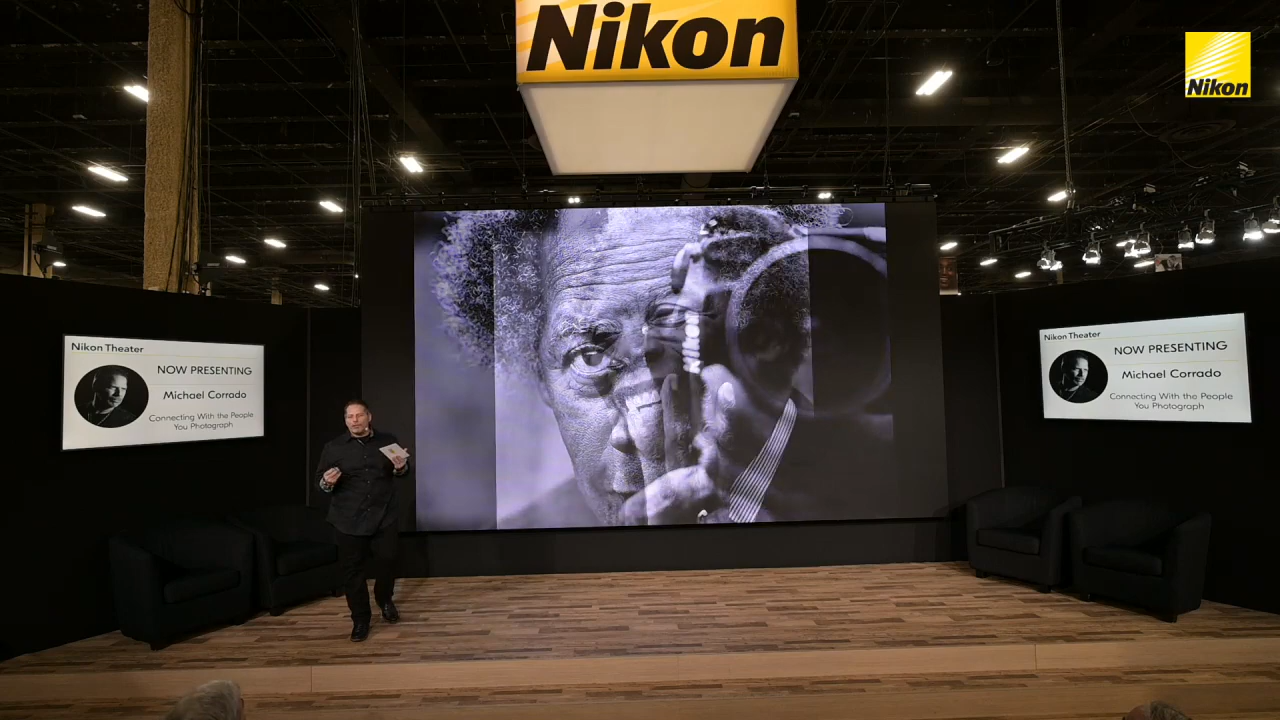 Nikon
Nikon
Nikon Theater
NOW PRESENTING
Michael Corrado
Connecting With the People
You Photograph
Nikon Theater
NOW PRESENTING
Michael Corrado
Connecting With the People
You Photograph